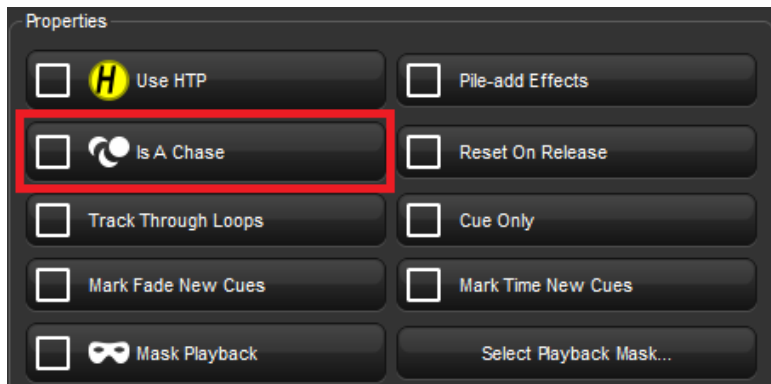 Properties
H Use HTP
Pile-add Effects
Is A Chase
Reset On Release
Track Through Loops
Cue Only
Mark Fade New Cues
Mark Time New Cues
Mask Playback
Select Playback Mask...